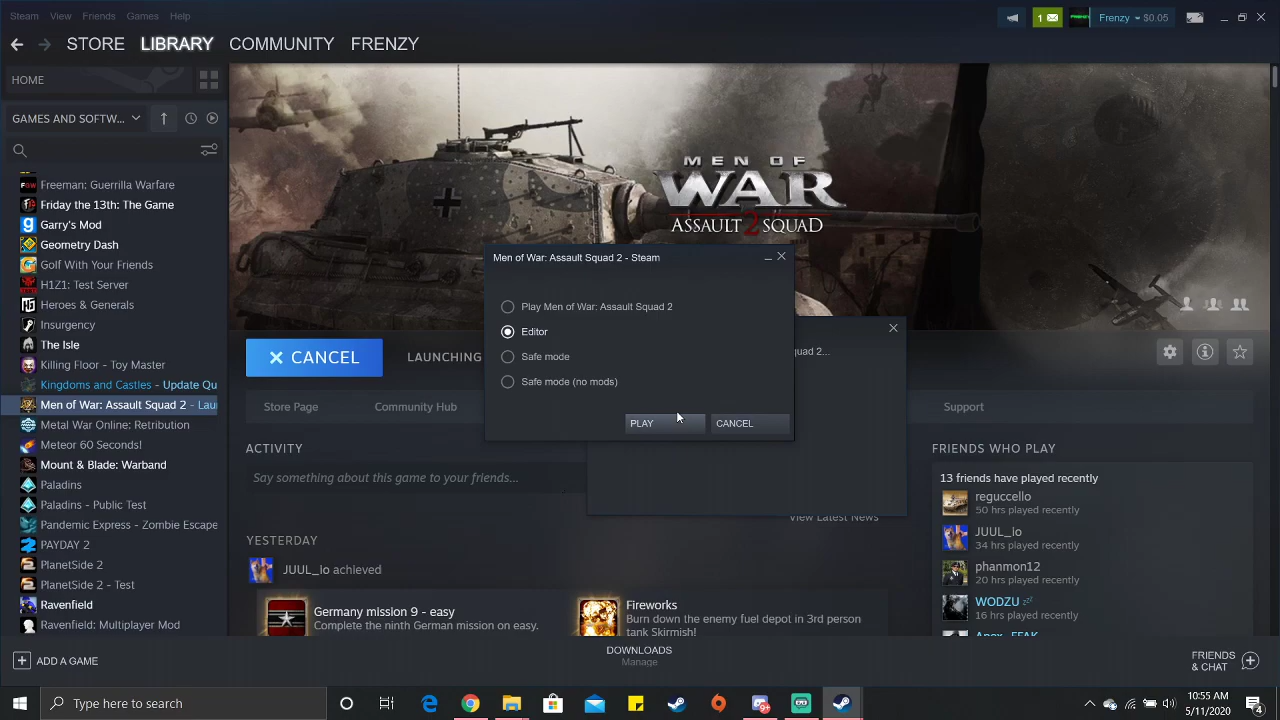 Steam View Friends Games Help
1 Frenzy $0.05
STORE LIBRARY COMMUNITY FRENZY
HOME
GAMES AND SOFTW...
Freeman: Guerrilla Warfare
Friday the 13th: The Game
Garry's Mod
Geometry Dash
Golf With Your Friends
H1Z1: Test Server
Heroes & Generals
Insurgency
The Isle
Killing Floor - Toy Master
Kingdoms and Castles - Update Qu
Men of War: Assault Squad 2 - Lau
Metal War Online: Retribution
Meteor 60 Seconds!
Mount & Blade: Warband
Paladins
Paladins - Public Test
Pandemic Express - Zombie Escape
PAYDAY 2
PlanetSide 2
PlanetSide 2 - Test
Ravenfield
Ravenfield: Multiplayer Mod
MEN OF
WAR
ASSAULT 2 SQUAD
Men of War: Assault Squad 2 - Steam
Play Men of War: Assault Squad 2
Editor
Safe mode
Safe mode (no mods)
PLAY CANCEL
quad 2...
CANCEL LAUNCHING
Store Page Community Hub Support
ACTIVITY
Say something about this game to your friends...
View Latest News
YESTERDAY
JUUL_lo achieved
Germany mission 9 - easy
Complete the ninth German mission on easy.
Fireworks
Burn down the enemy fuel depot in 3rd person
tank Skirmish!
FRIENDS WHO PLAY
13 friends have played recently
reguccello
50 hrs played recently
JUUL_lo
34 hrs played recently
phanmon12
20 hrs played recently
WODZU zzz
16 hrs played recently
ADD A GAME
DOWNLOADS
Manage
FRIENDS
& CHAT
Type here to search
10:55 AM
5/11/2020
4